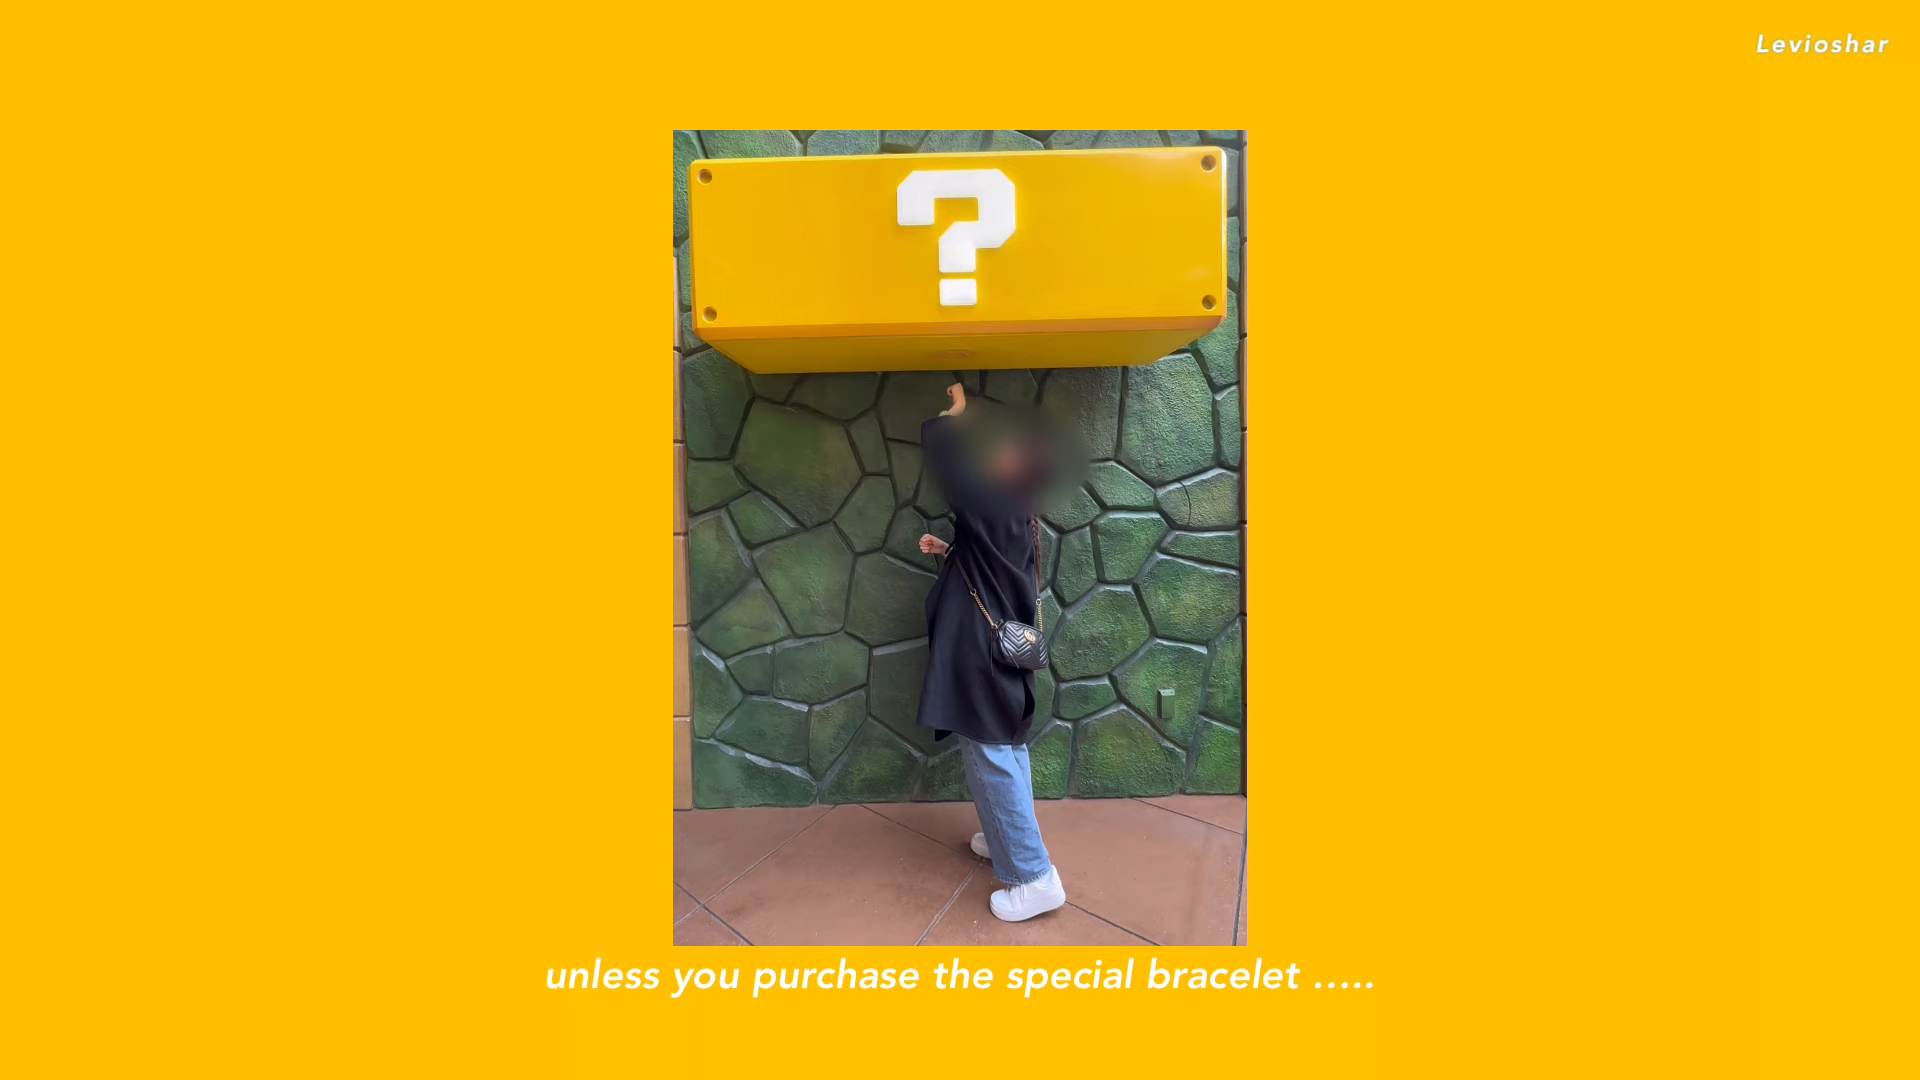 Levioshar
?
unless you purchase the special bracelet .....